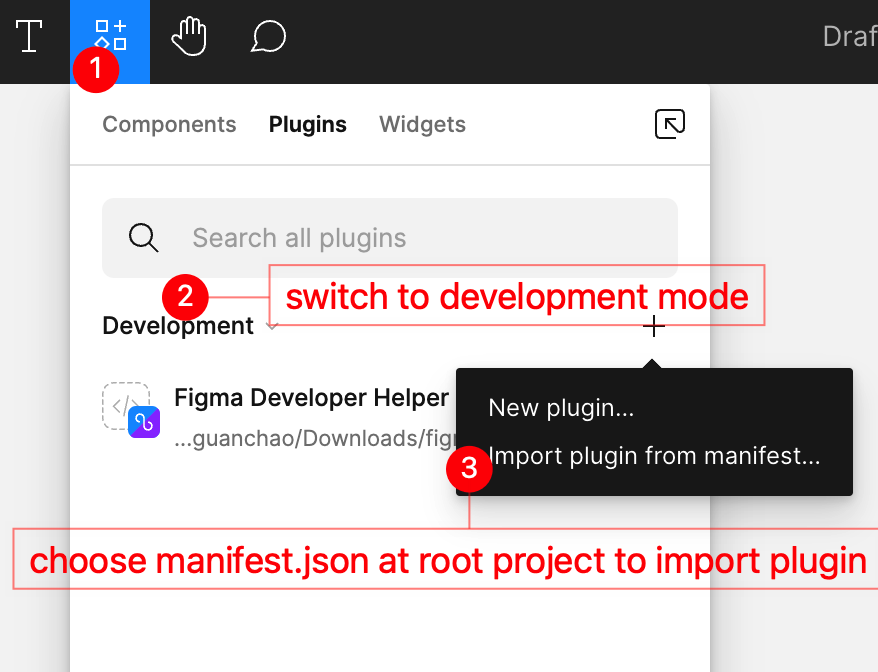 T
Draf
1
Components Plugins Widgets
Search all plugins
2 switch to development mode
Development
Figma Developer Helper
New plugin...
...guanchao/Downloads/figm
3 Import plugin from manifest...
choose manifest.json at root project to import plugin